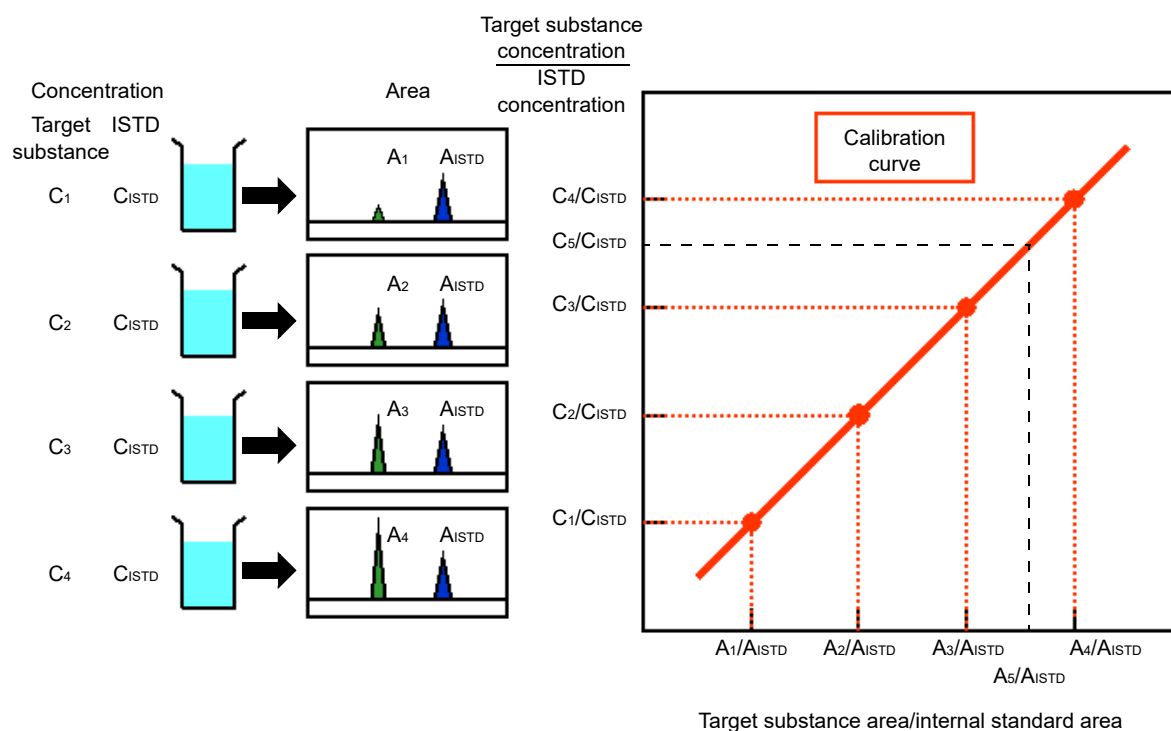 Concentration
Target ISTD
substance
Area
C1 CISTD
A1 AISTD
C2 CISTD
A2 AISTD
C3 CISTD
A3 AISTD
C4 CISTD
A4 AISTD
Target substance
concentration
ISTD
concentration
Calibration
curve
C4/CISTD
C5/CISTD
C3/CISTD
C2/CISTD
C1/CISTD
A1/AISTD A2/AISTD A3/AISTD A4/AISTD
A5/AISTD
Target substance area/internal standard area